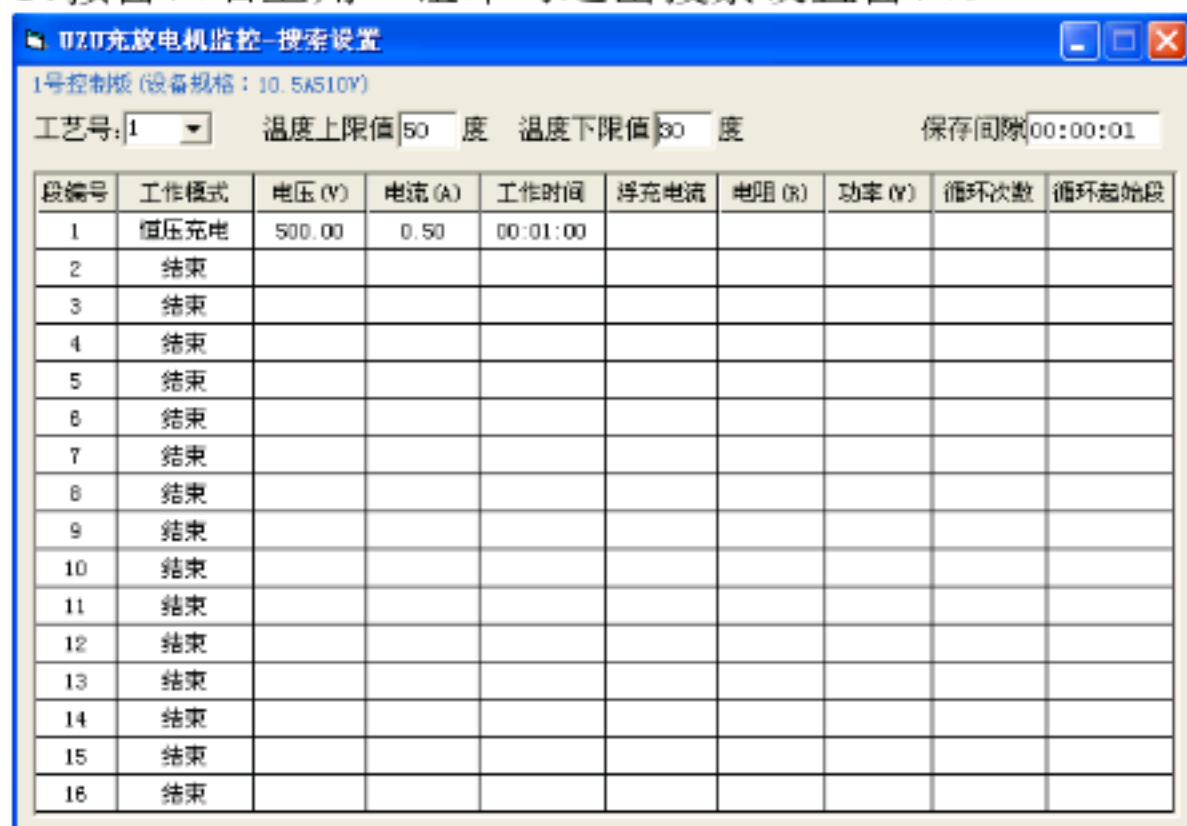 UZU充放电机监控-搜索设置
1号控制板(设备规格:10.5A510V)
工艺号:1 温度上限值 50 度 温度下限值 30 度 保存间隙 00:00:01
段编号 工作模式 电压(V) 电流(A) 工作时间 浮充电流 电阻(R) 功率(W) 循环次数 循环起始段
1 恒压充电 500.00 0.50 00:01:00
2 结束
3 结束
4 结束
5 结束
6 结束
7 结束
8 结束
9 结束
10 结束
11 结束
12 结束
13 结束
14 结束
15 结束
16 结束